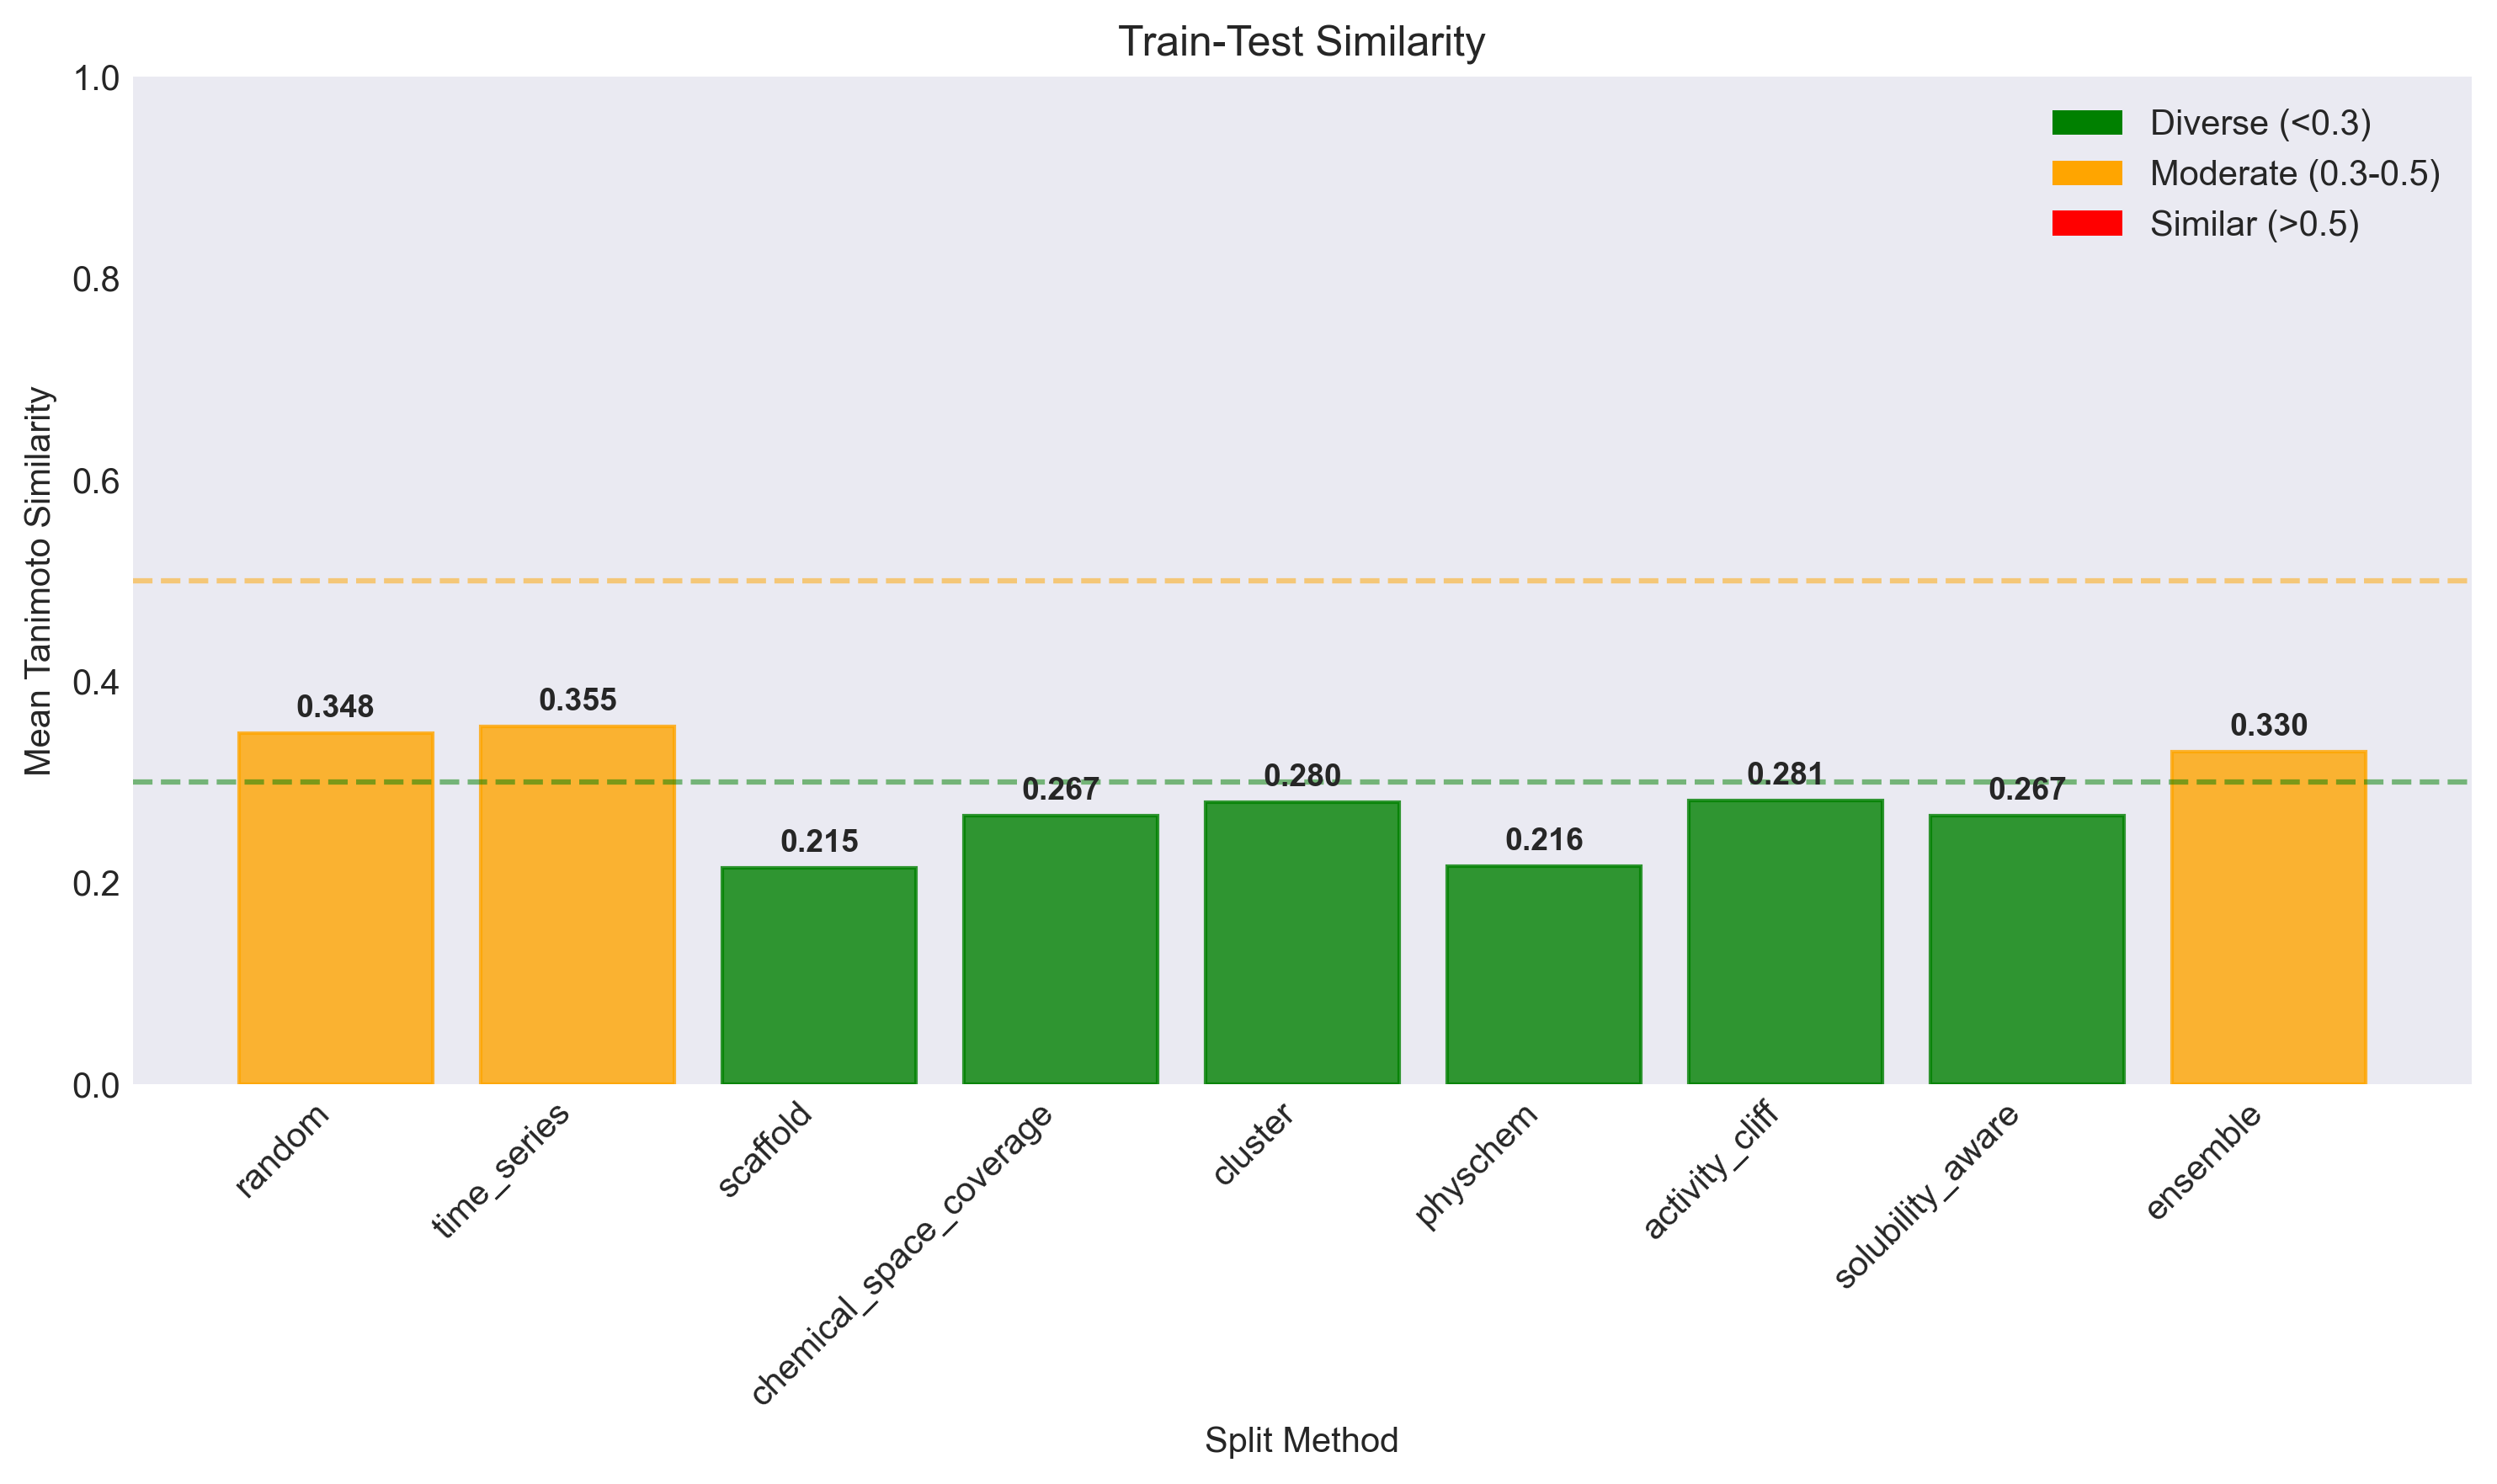 Train-Test Similarity
1.0
0.8
0.6
0.4
0.2
0.0
Mean Tanimoto Similarity
Diverse (<0.3)
Moderate (0.3-0.5)
Similar (>0.5)
0.348
0.355
0.215
0.267
0.280
0.216
0.281
0.267
0.330
random
time_series
scaffold
chemical_space_coverage
cluster
physchem
activity_cliff
solubility_aware
ensemble
Split Method